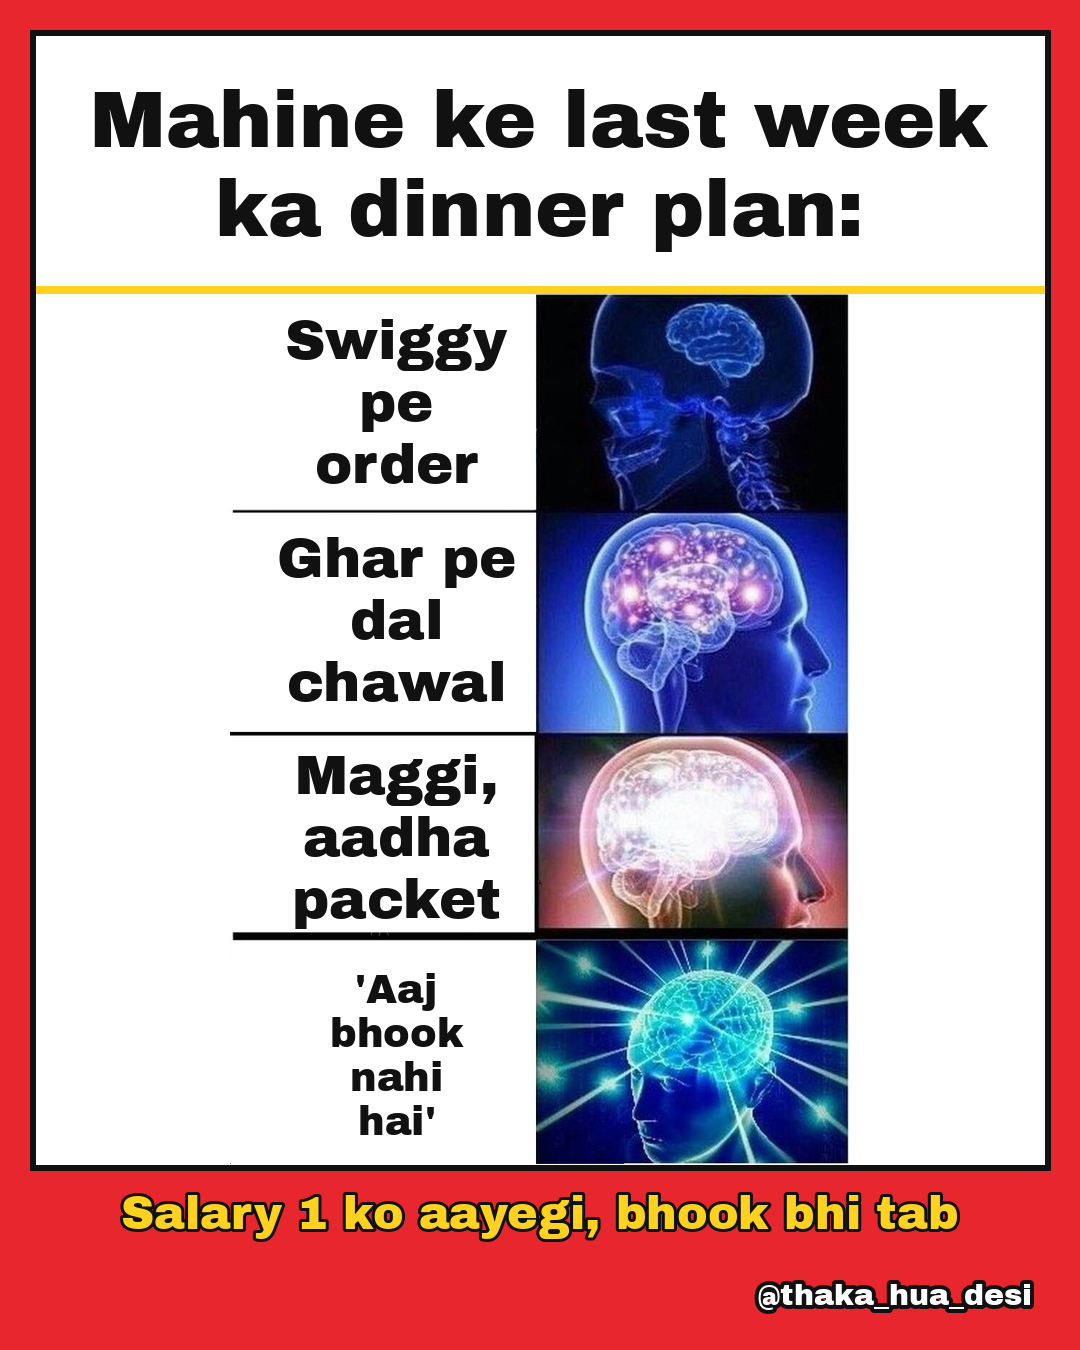 Mahine ke last week
ka dinner plan:
Swiggy
pe
order
Ghar pe
dal
chawal
Maggi,
aadha
packet
'Aaj
bhook
nahi
hai'
Salary 1 ko aayegi, bhook bhi tab
@thaka_hua_desi